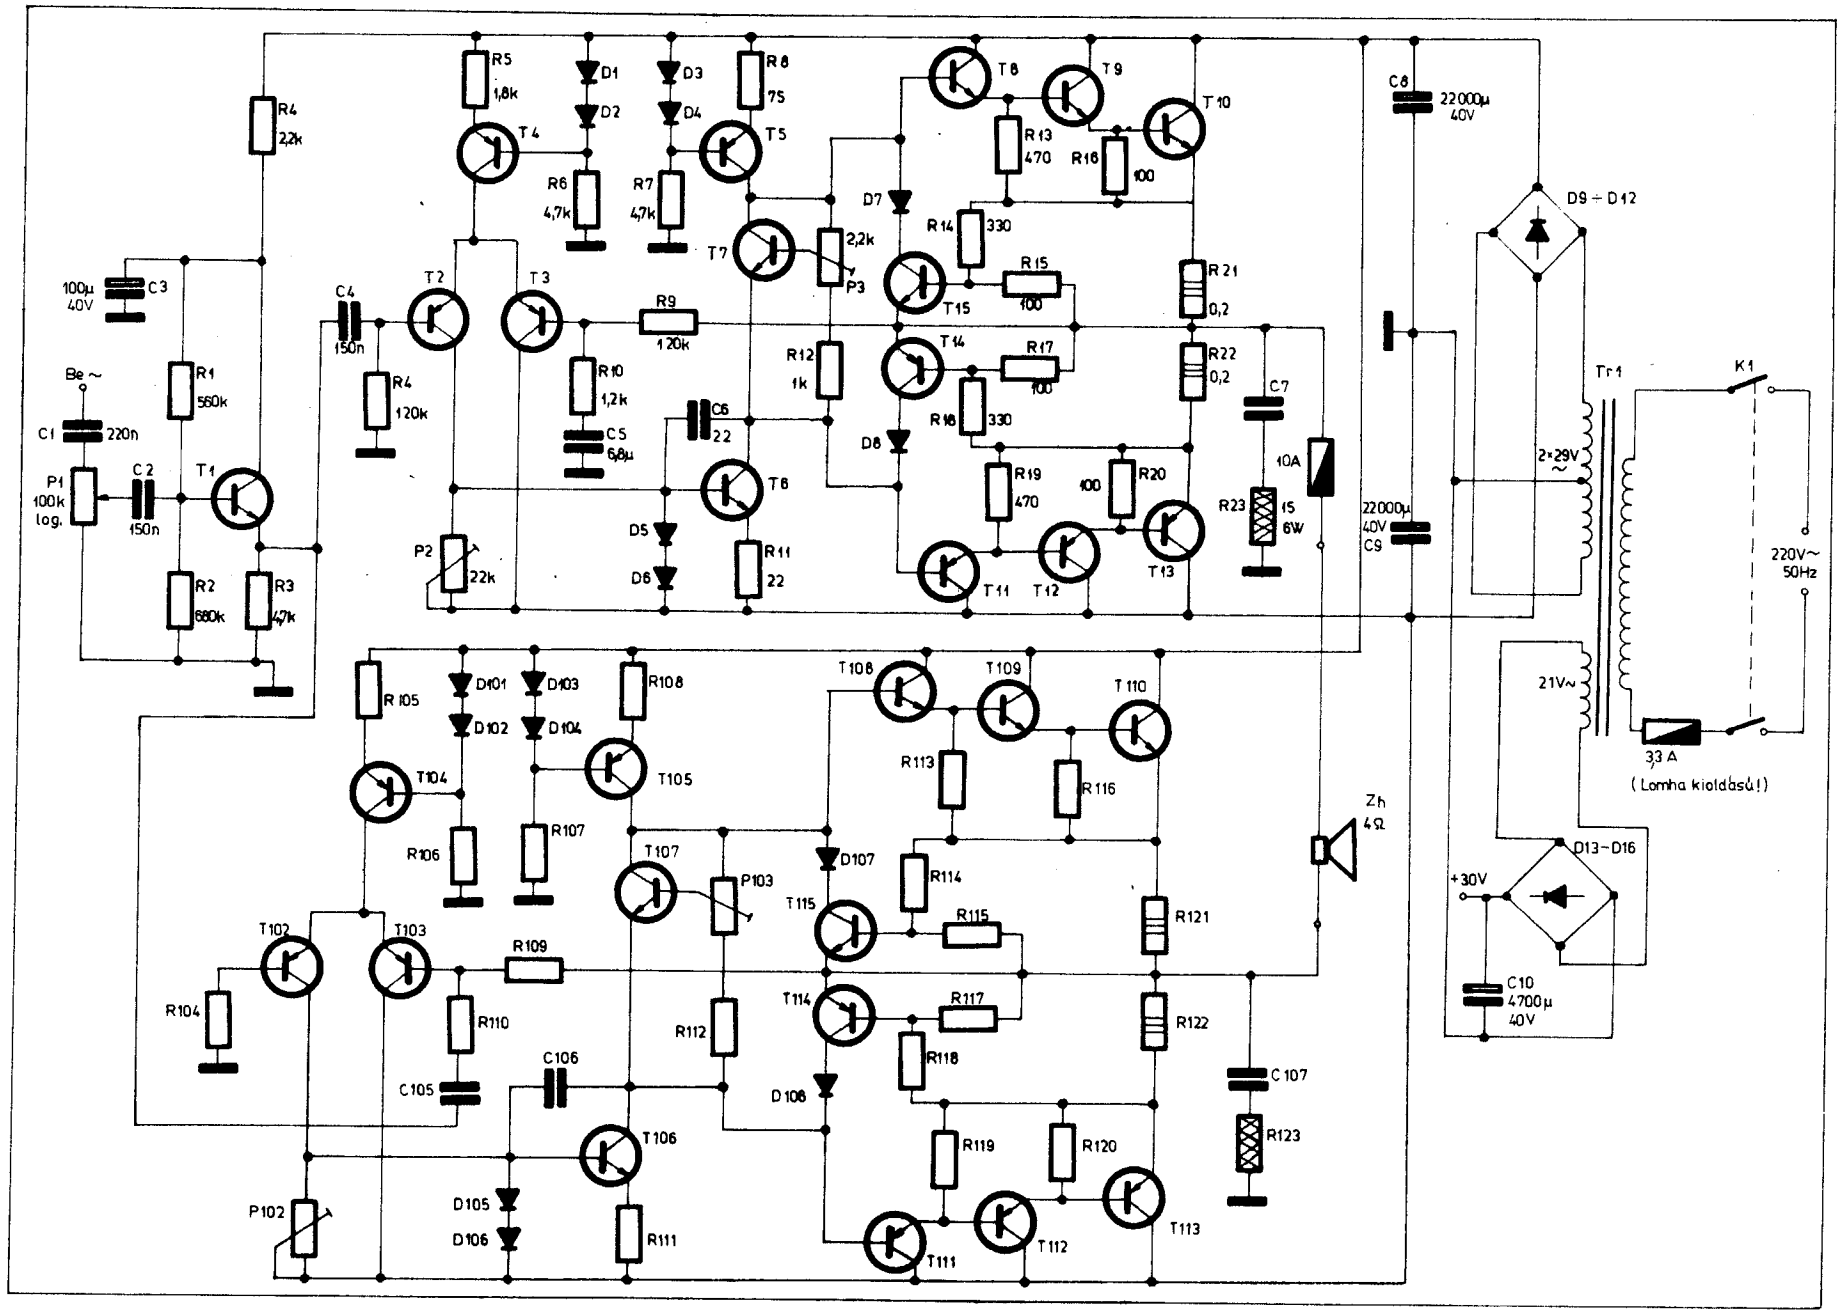 R4
2,2k
R5
1,8k
D1
D2
D3
D4
R8
75
T4
T5
R6
4,7k
R7
4,7k
T8
T9
T10
R13
470
R16
100
C8
22000µ
40V
D9÷D12
D7
R14
330
T7
2,2k
P3
R15
100
T15
R21
0,2
100µ
40V
C3
C4
150n
T2
T3
R9
120k
R12
1k
T14
R17
100
R22
0,2
Tr1
K1
Be ~
R1
560k
R4
120k
R10
1,2k
C5
6,8µ
C6
22
R18
330
D8
C7
10A
2×29V
~
C1
220n
P1
100k
log.
C2
150n
T1
T6
R19
470
R20
100
R23
15
6W
22000µ
40V
C9
220V~
50Hz
P2
22k
D5
D6
R11
22
T11
T12
T13
R2
680k
R3
4,7k
R105
D101
D102
D103
D104
R108
T108
T109
T110
21V~
3,3 A
(Lomha kioldású!)
T104
T105
R113
R116
Zh
4Ω
R106
R107
T107
P103
D107
R114
D13-D16
+30V
T102
T103
R109
T115
R115
R121
R104
R110
R112
T114
R117
R122
C10
4700µ
40V
C105
C106
R118
D108
C107
T106
R119
R120
R123
P102
D105
D106
R111
T111
T112
T113